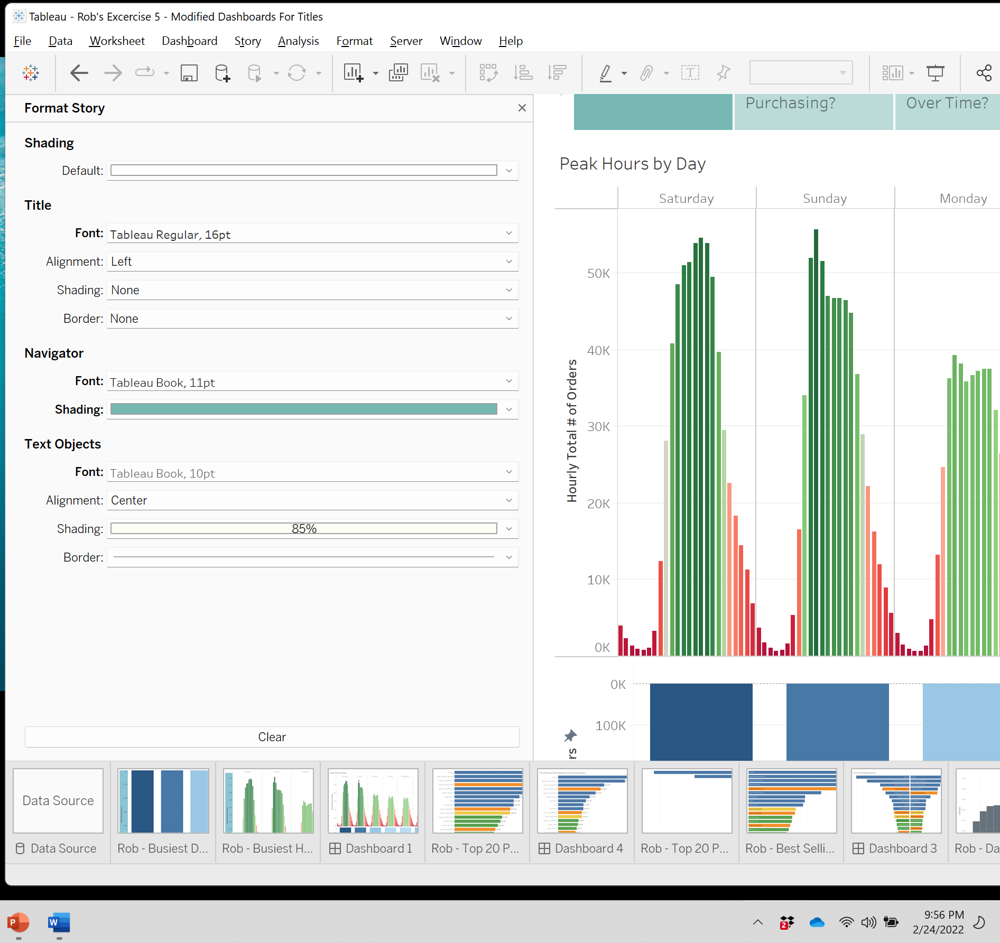 Tableau - Rob's Excercise 5 - Modified Dashboards For Titles
File Data Worksheet Dashboard Story Analysis Format Server Window Help
Format Story
Shading
Default:
Title
Font: Tableau Regular, 16pt
Alignment: Left
Shading: None
Border: None
Navigator
Font: Tableau Book, 11pt
Shading:
Text Objects
Font: Tableau Book, 10pt
Alignment: Center
Shading: 85%
Border:
Clear
Purchasing?
Over Time?
Peak Hours by Day
Saturday Sunday Monday
Hourly Total # of Orders
50K
40K
30K
20K
10K
0K
0K
100K
rs
Data Source
Data Source
Rob - Busiest D...
Rob - Busiest H...
Dashboard 1
Rob - Top 20 P...
Dashboard 4
Rob - Top 20 P...
Rob - Best Selli...
Dashboard 3
Rob - Da
P
W
2
9:56 PM
2/24/2022